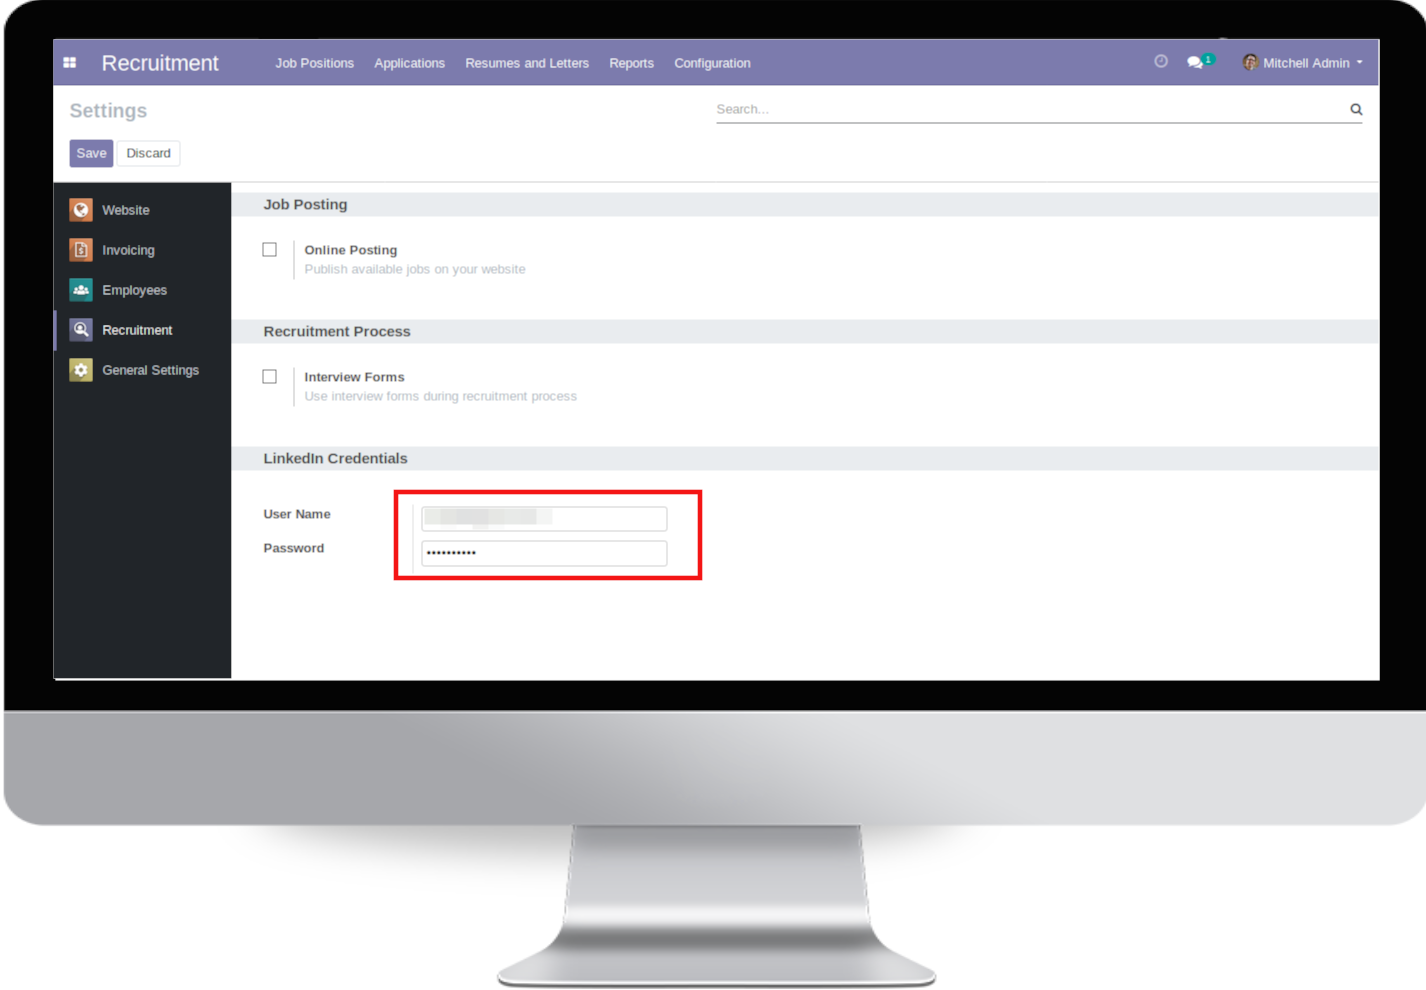 Recruitment Job Positions Applications Resumes and Letters Reports Configuration 1 Mitchell Admin
Settings Search...
Save Discard
Website
Invoicing
Employees
Recruitment
General Settings
Job Posting
Online Posting
Publish available jobs on your website
Recruitment Process
Interview Forms
Use interview forms during recruitment process
LinkedIn Credentials
User Name
Password ••••••••••